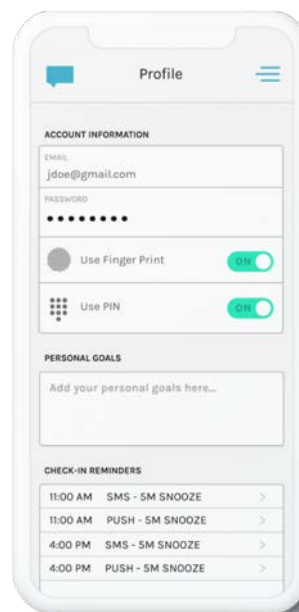 Profile
ACCOUNT INFORMATION
EMAIL
jdoe@gmail.com
PASSWORD
Use Finger Print ON
Use PIN ON
PERSONAL GOALS
Add your personal goals here...
CHECK-IN REMINDERS
11:00 AM SMS - 5M SNOOZE
11:00 AM PUSH - 5M SNOOZE
4:00 PM SMS - 5M SNOOZE
4:00 PM PUSH - 5M SNOOZE